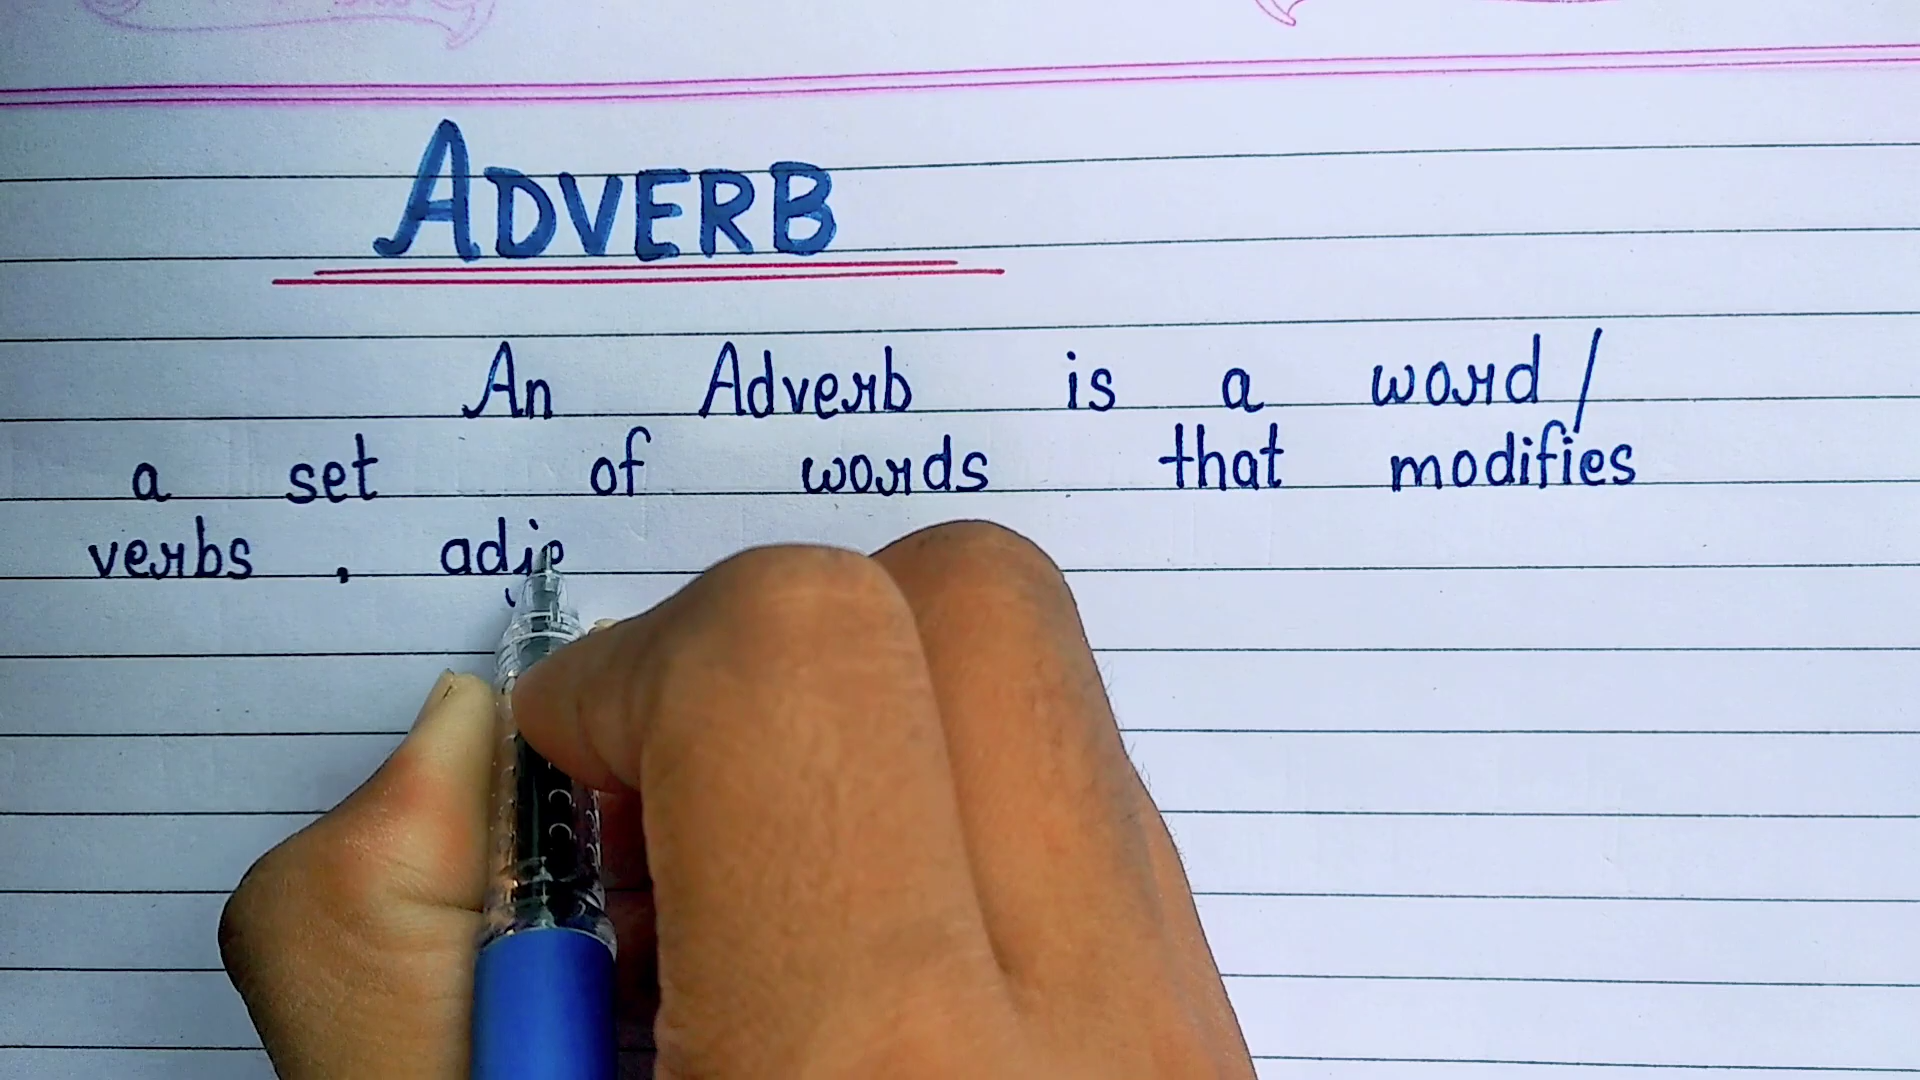 ADVERB
An Adverb is a word/
a set of words that modifies
verbs , adje